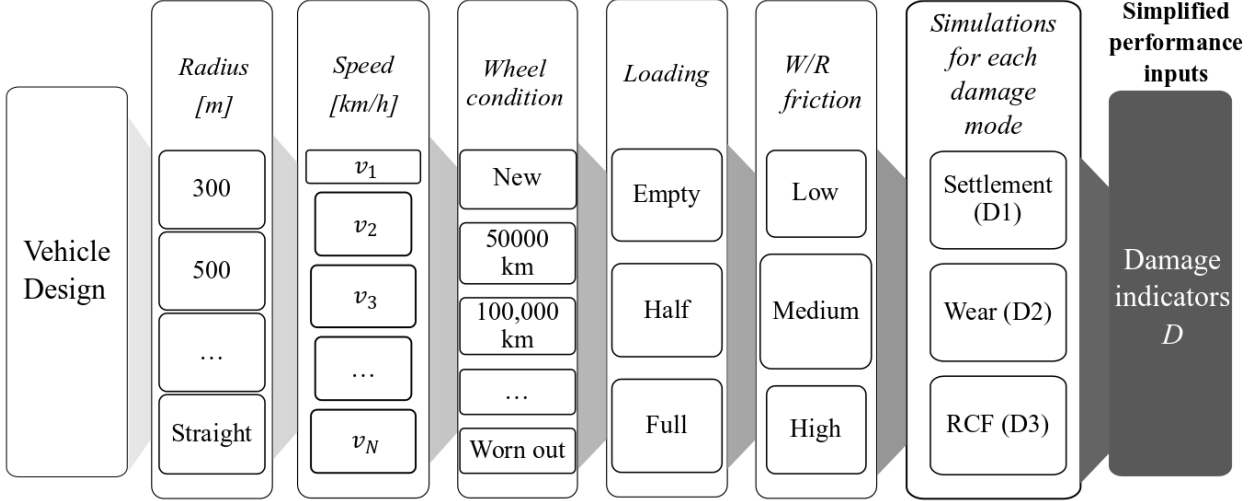 Vehicle
Design
Radius
[m]
300
500
…
Straight
Speed
[km/h]
v₁
v₂
v₃
…
v_N
Wheel
condition
New
50000
km
100,000
km
…
Worn out
Loading
Empty
Half
Full
W/R
friction
Low
Medium
High
Simulations
for each
damage
mode
Settlement
(D1)
Wear (D2)
RCF (D3)
Simplified
performance
inputs
Damage
indicators
D